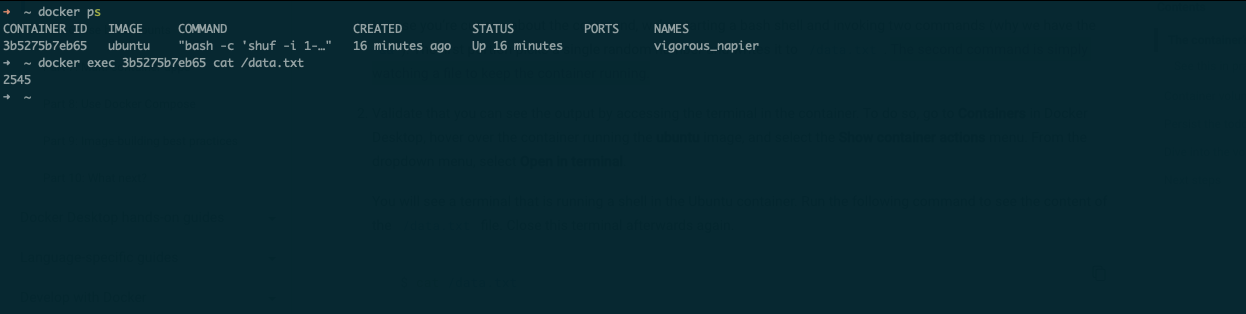 ➜  ~ docker ps
CONTAINER ID   IMAGE     COMMAND                  CREATED          STATUS          PORTS     NAMES
3b5275b7eb65   ubuntu    "bash -c 'shuf -i 1-…"   16 minutes ago   Up 16 minutes             vigorous_napier
➜  ~ docker exec 3b5275b7eb65 cat /data.txt
2545
➜  ~